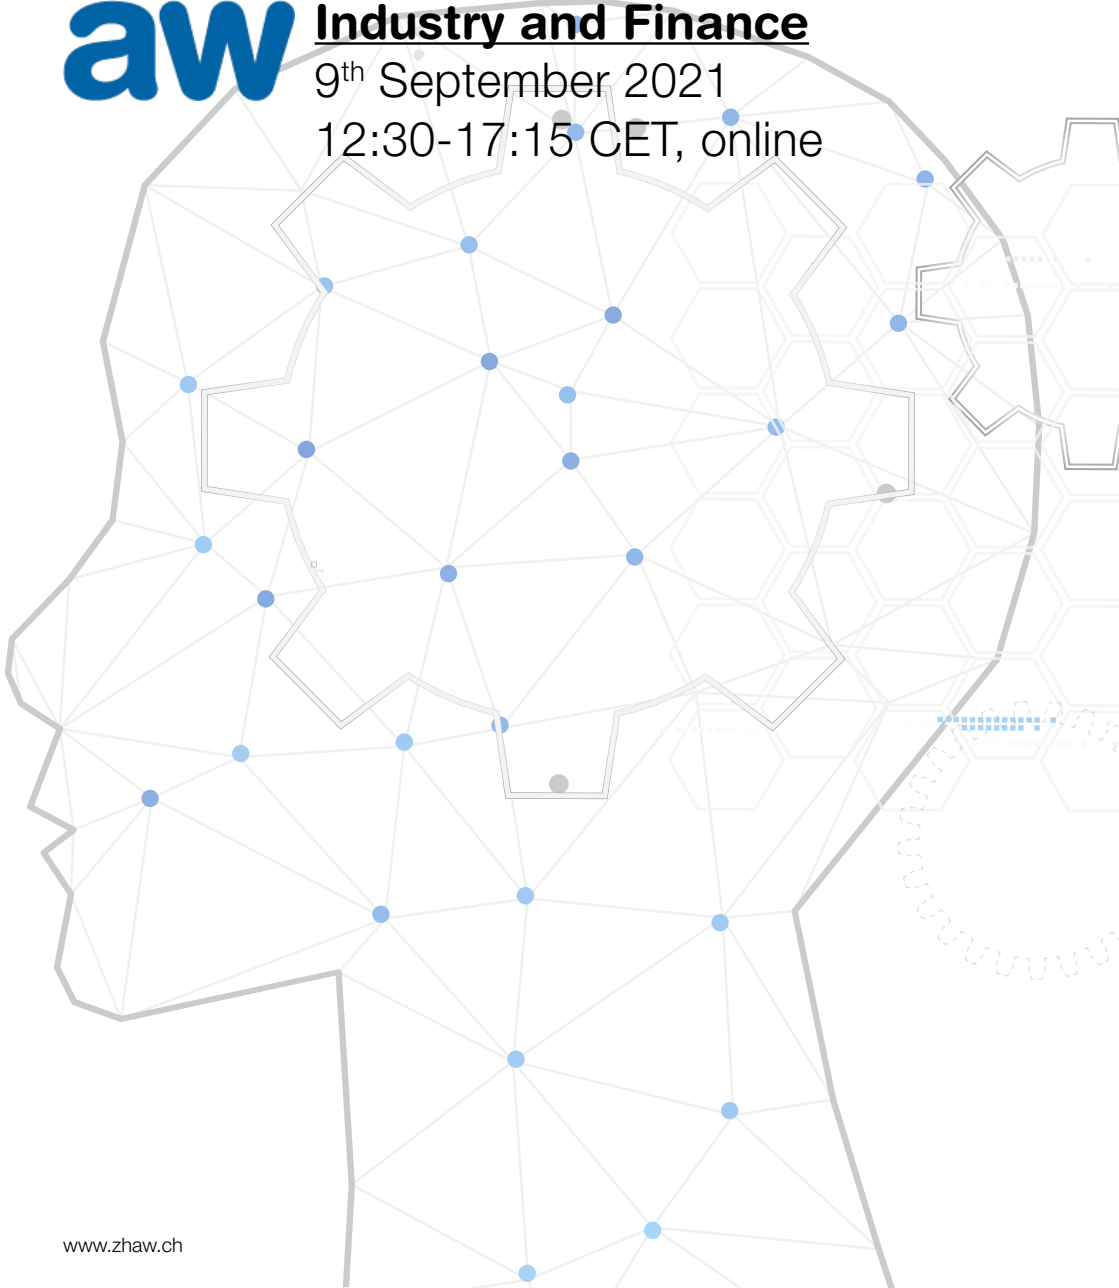 aw
Industry and Finance
9th September 2021
12:30-17:15 CET, online
www.zhaw.ch